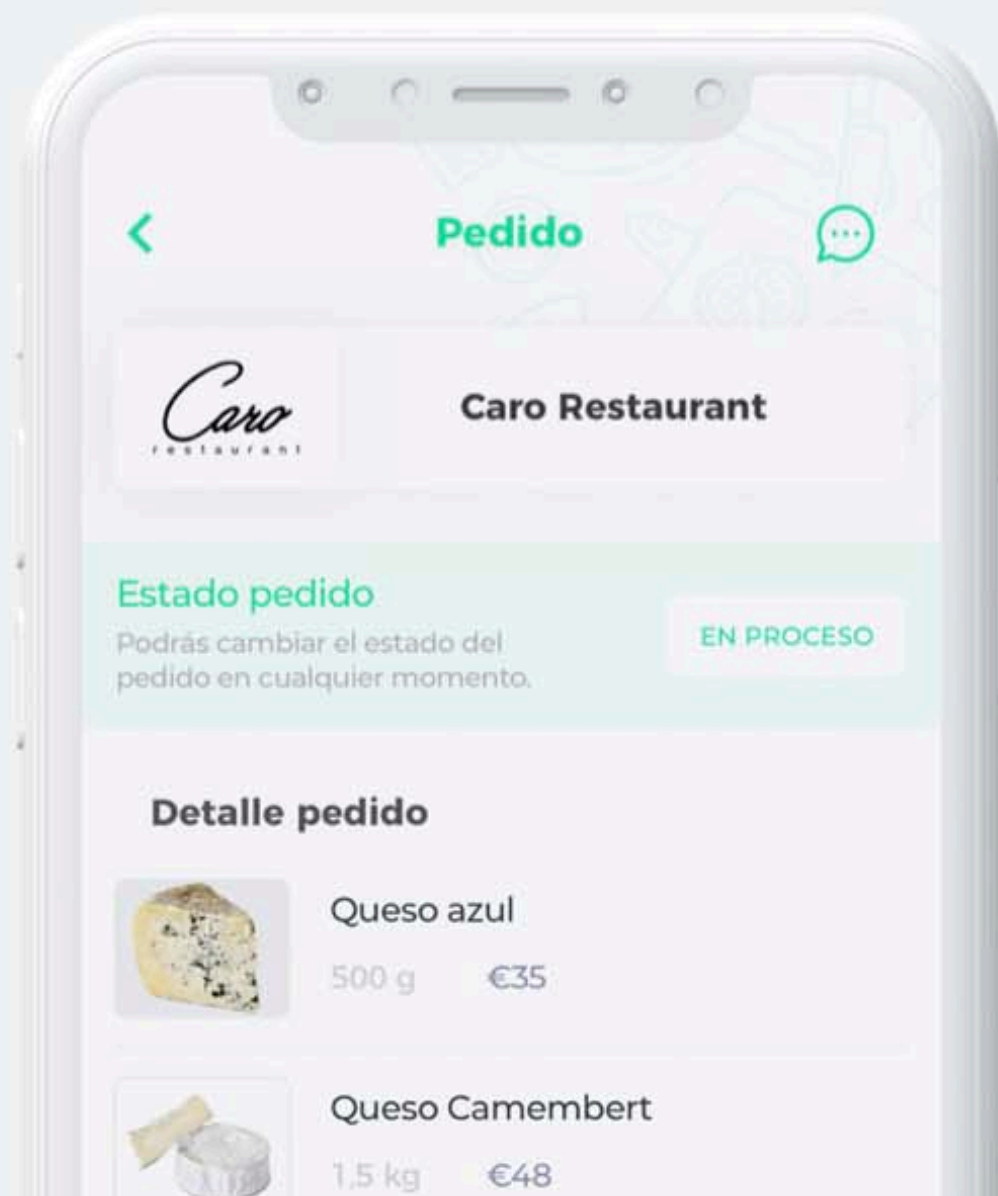 Pedido
Caro
restaurant
Caro Restaurant
Estado pedido
Podrás cambiar el estado del
pedido en cualquier momento.
EN PROCESO
Detalle pedido
Queso azul
500 g €35
Queso Camembert
1,5 kg €48